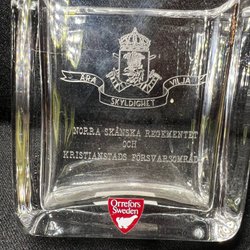 ÄRA
VILJA
SKYLDIGHET
NORRA SKÅNSKA REGEMENTET
OCH
KRISTIANSTADS FÖRSVARSOMRÅDE
Orrefors
Sweden